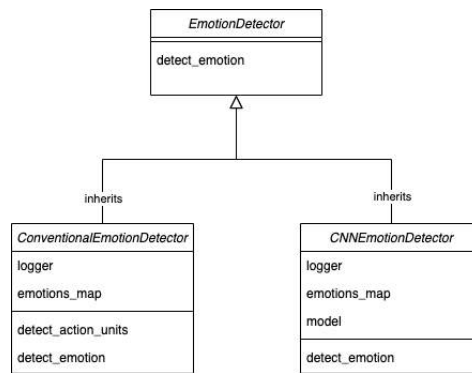 EmotionDetector
detect_emotion
inherits
inherits
ConventionalEmotionDetector
logger
emotions_map
detect_action_units
detect_emotion
CNNEmotionDetector
logger
emotions_map
model
detect_emotion